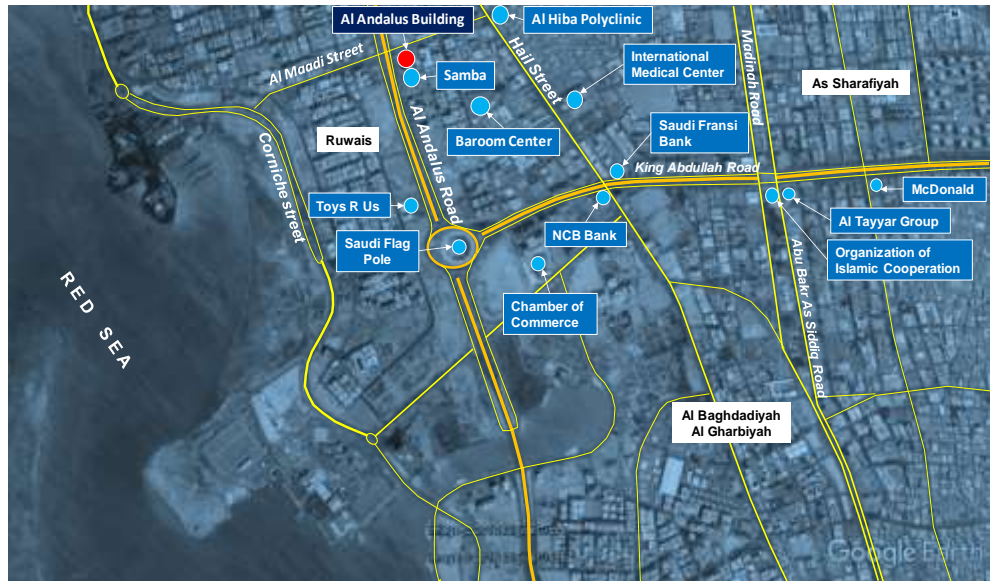 Al Andalus Building
Al Hiba Polyclinic
Al Maadi Street
Samba
Hail Street
International
Medical Center
Madinah Road
As Sharafiyah
Baroom Center
Al Andalus Road
Ruwais
Corniche street
Saudi Fransi
Bank
King Abdullah Road
McDonald
Toys R Us
NCB Bank
Al Tayyar Group
Saudi Flag
Pole
Organization of
Islamic Cooperation
Chamber of
Commerce
Abu Bakr As Siddiq Road
RED SEA
Al Baghdadiyah
Al Gharbiyah
Google Earth